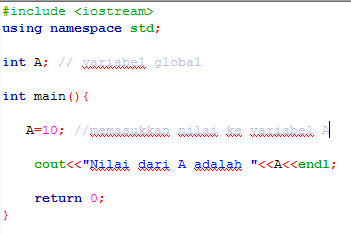 #include <iostream>
using namespace std;
int A; // variabel global
int main(){
A=10; //memasukkan nilai ke variabel A
cout<<"Nilai dari A adalah "<<A<<endl;
return 0;
}